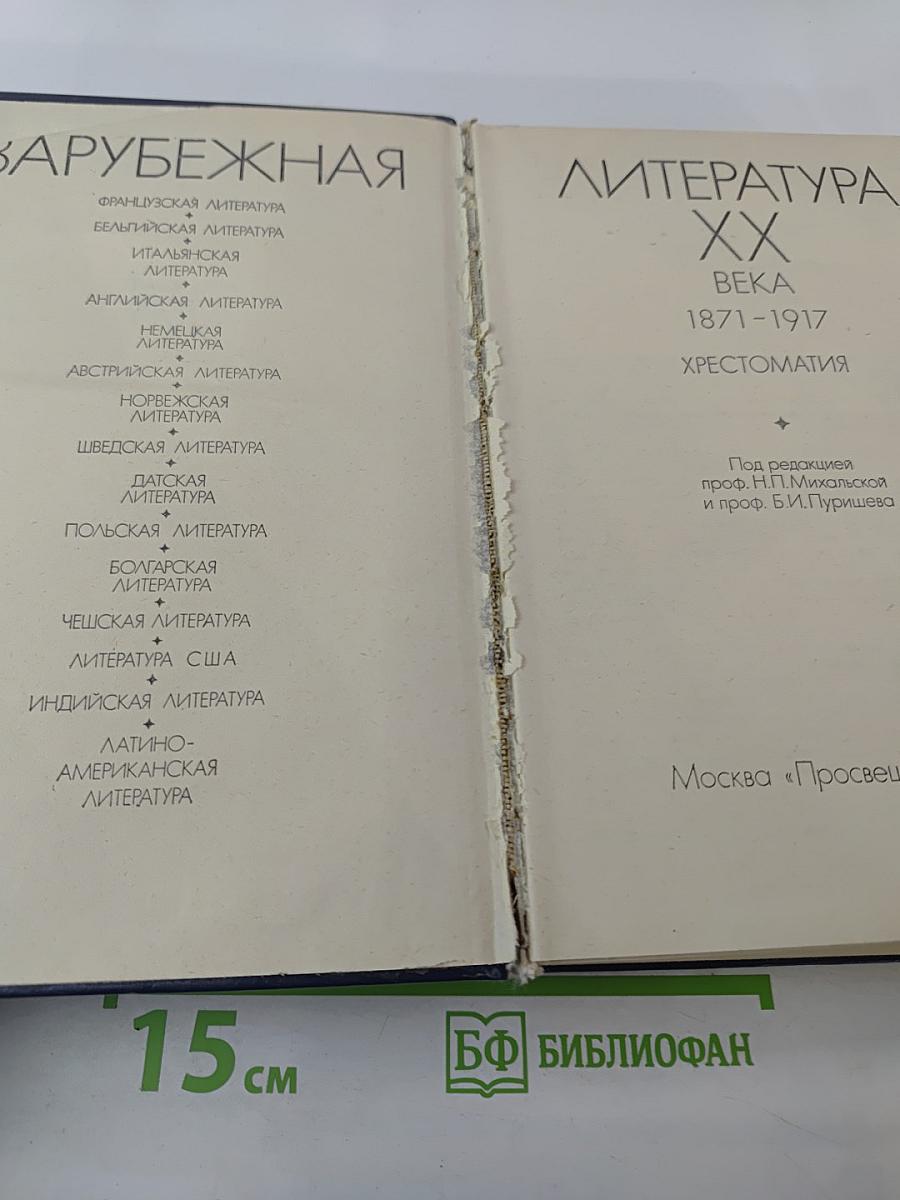 ЗАРУБЕЖНАЯ
ФРАНЦУЗСКАЯ ЛИТЕРАТУРА
БЕЛЬГИЙСКАЯ ЛИТЕРАТУРА
ИТАЛЬЯНСКАЯ
ЛИТЕРАТУРА
АНГЛИЙСКАЯ ЛИТЕРАТУРА
НЕМЕЦКАЯ
ЛИТЕРАТУРА
АВСТРИЙСКАЯ ЛИТЕРАТУРА
НОРВЕЖСКАЯ
ЛИТЕРАТУРА
ШВЕДСКАЯ ЛИТЕРАТУРА
ДАТСКАЯ
ЛИТЕРАТУРА
ПОЛЬСКАЯ ЛИТЕРАТУРА
БОЛГАРСКАЯ
ЛИТЕРАТУРА
ЧЕШСКАЯ ЛИТЕРАТУРА
ЛИТЕРАТУРА США
ИНДИЙСКАЯ ЛИТЕРАТУРА
ЛАТИНО-
АМЕРИКАНСКАЯ
ЛИТЕРАТУРА
ЛИТЕРАТУРА
XX
ВЕКА
1871-1917
ХРЕСТОМАТИЯ
Под редакцией
проф. Н.П.Михальской
и проф. Б.И.Пуришева
Москва «Просвещ
15 см
БФ БИБЛИОФАН